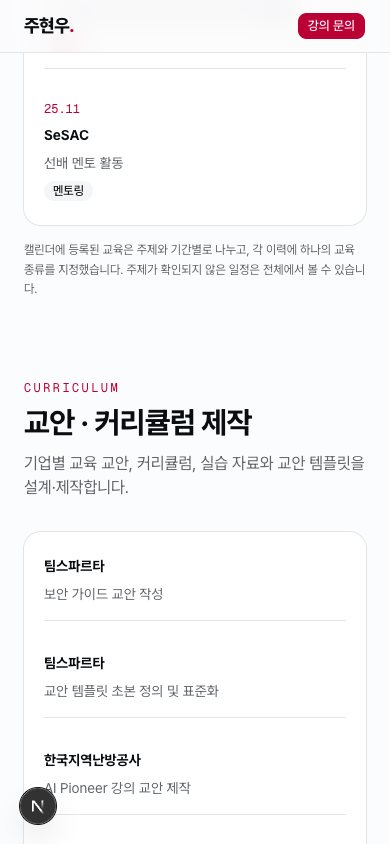 주현우.
강의 문의
25.11
SeSAC
선배 멘토 활동
멘토링
캘린더에 등록된 교육은 주제와 기간별로 나누고, 각 이력에 하나의 교육
종류를 지정했습니다. 주제가 확인되지 않은 일정은 전체에서 볼 수 있습니
다.
CURRICULUM
교안 · 커리큘럼 제작
기업별 교육 교안, 커리큘럼, 실습 자료와 교안 템플릿을
설계·제작합니다.
팀스파르타
보안 가이드 교안 작성
팀스파르타
교안 템플릿 초본 정의 및 표준화
한국지역난방공사
AI Pioneer 강의 교안 제작
N